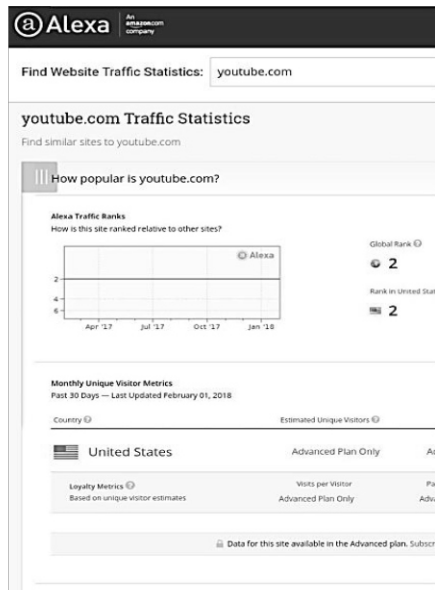 @Alexa An amazon.com company
Find Website Traffic Statistics: youtube.com
youtube.com Traffic Statistics
Find similar sites to youtube.com
How popular is youtube.com?
Alexa Traffic Ranks
How is this site ranked relative to other sites?
Alexa
2
4
6
Apr '17 Jul '17 Oct '17 Jan '18
Global Rank
2
Rank in United
2
Monthly Unique Visitor Metrics
Past 30 Days — Last Updated February 01, 2018
Country Estimated Unique Visitors
United States Advanced Plan Only
Loyalty Metrics Visits per Visitor
Based on unique visitor estimates Advanced Plan Only
Data for this site available in the Advanced plan.